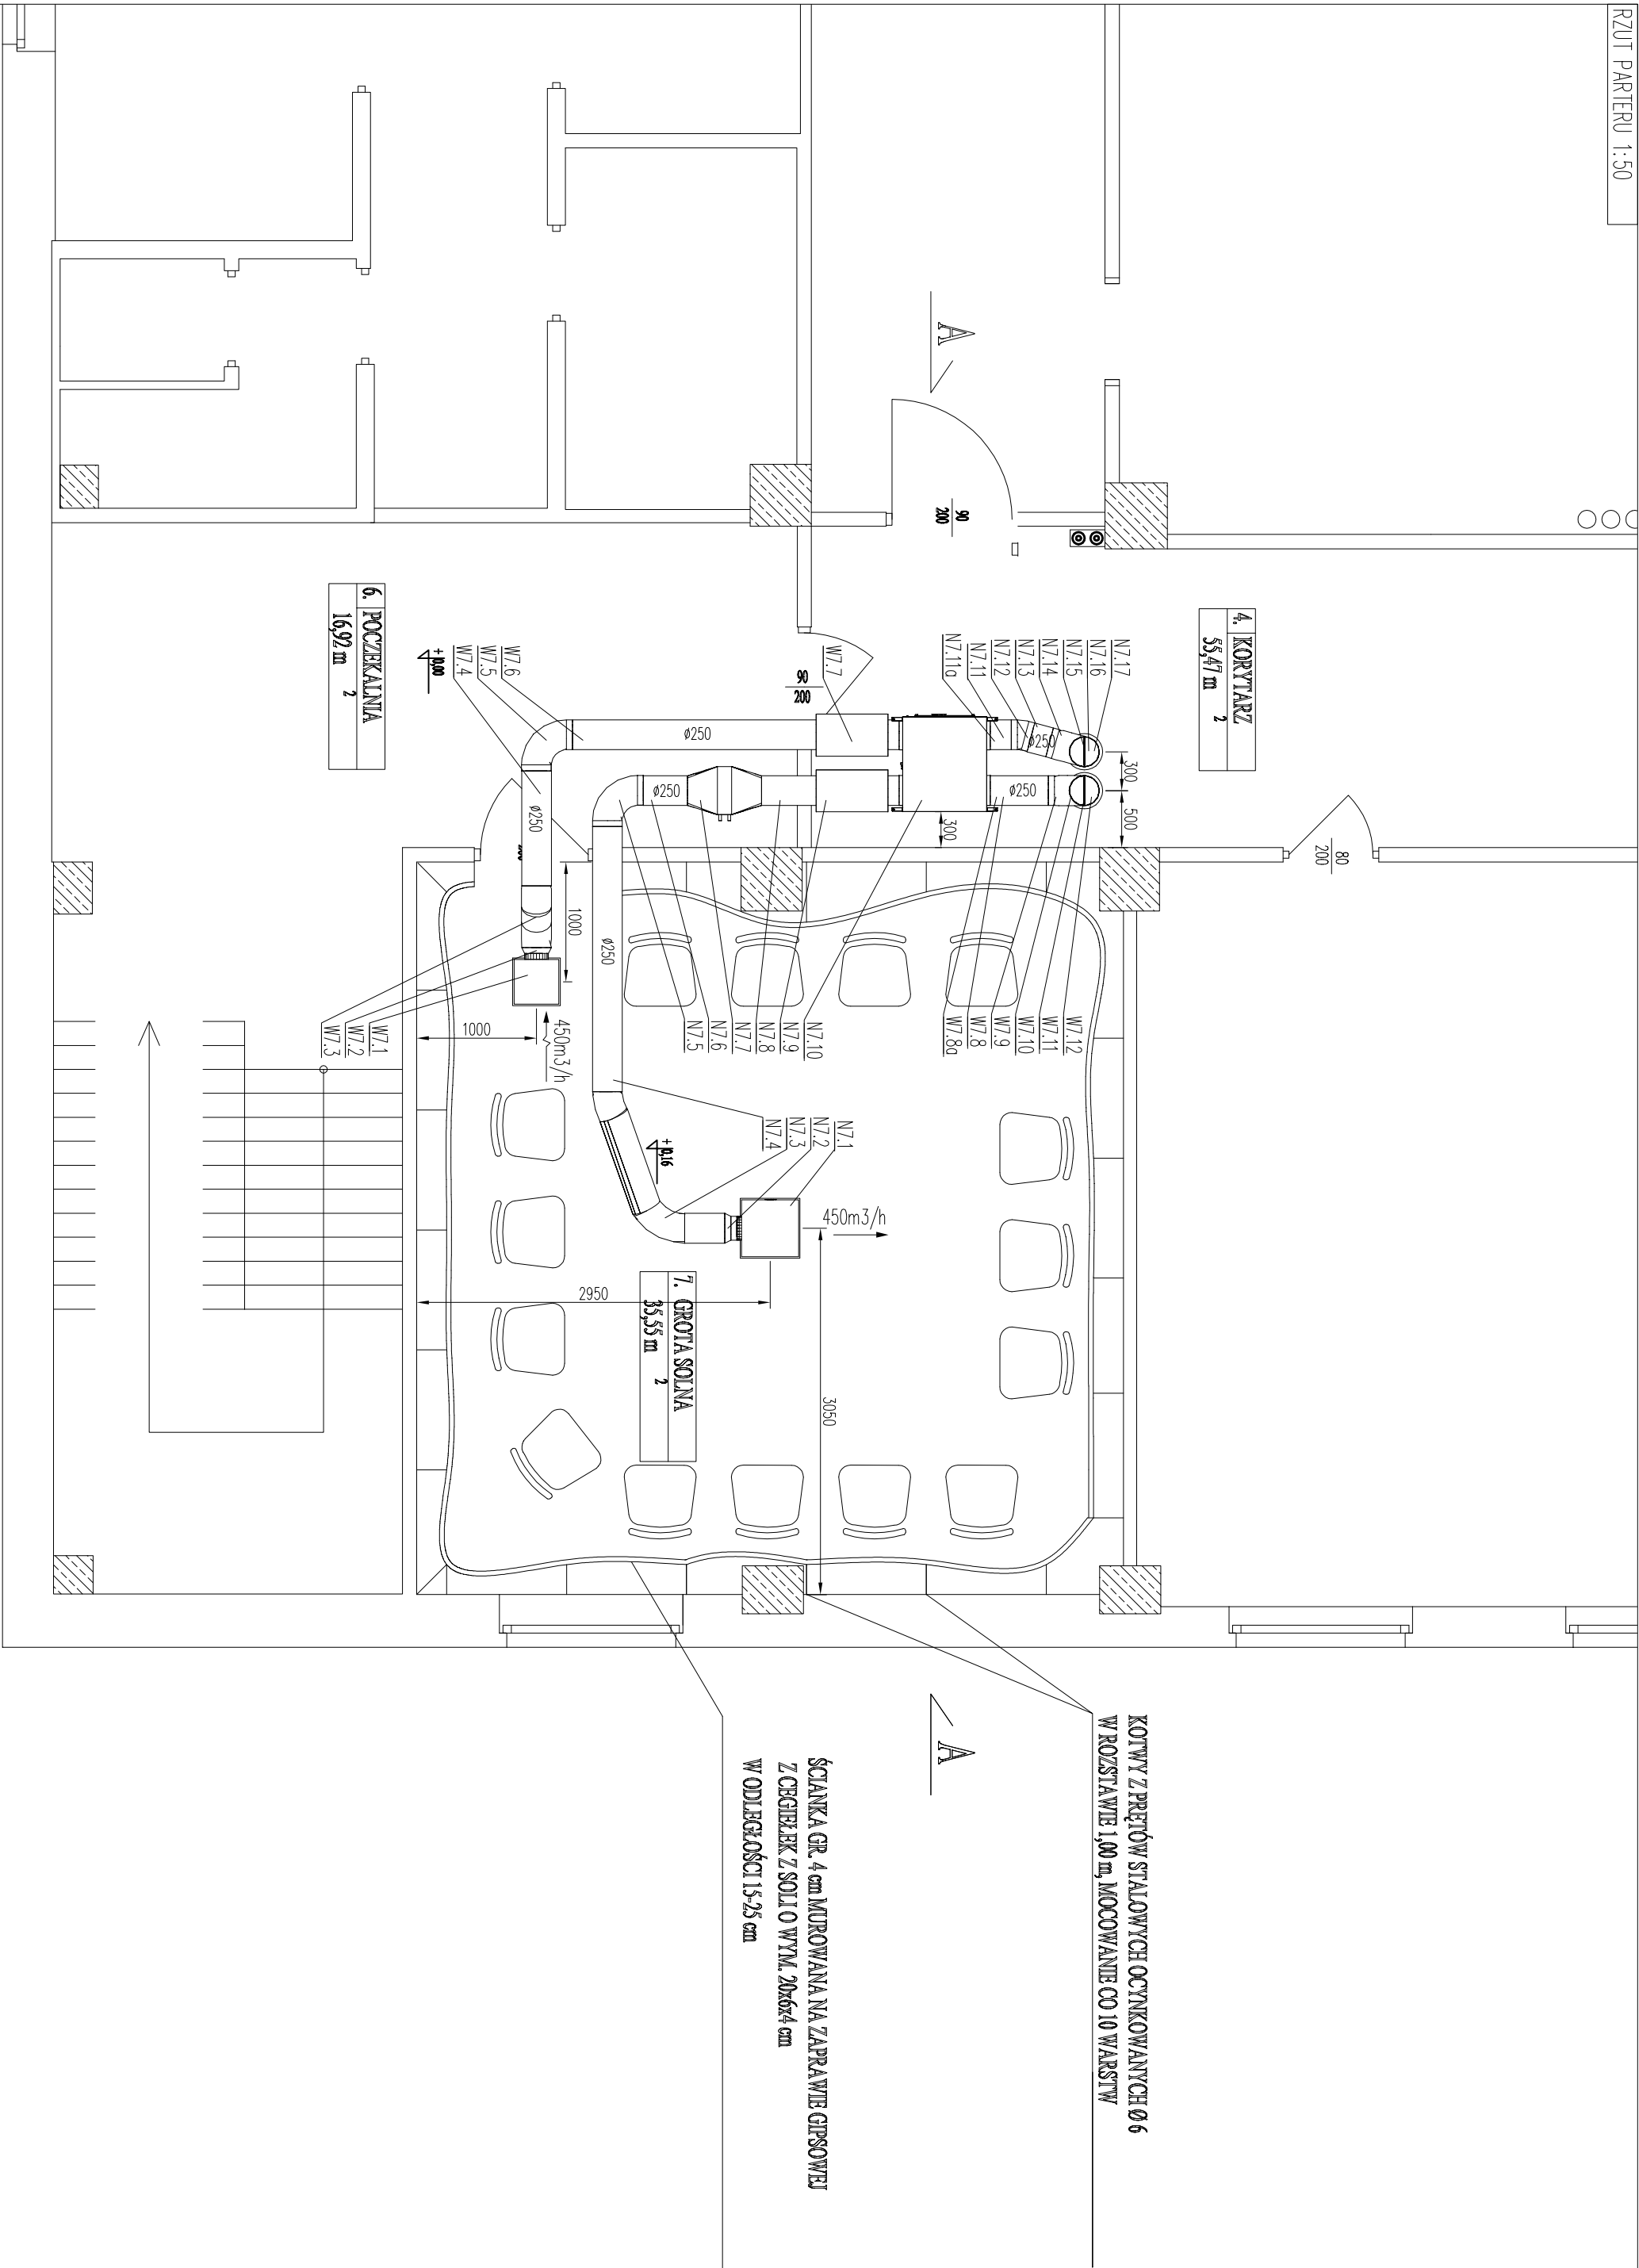 RZUT PARTERU 1:50
4. KORYTARZ
55,47 m 2
80
200
N7.17
N7.16
N7.15
N7.14
N7.13
N7.12
N7.11
N7.11a
300
500
ø250
ø250
300
A
90
200
W7.7
90
200
W7.12
W7.11
W7.10
W7.9
W7.8
W7.8a
N7.10
N7.9
N7.8
N7.7
N7.6
N7.5
ø250
ø250
W7.6
W7.5
W7.4
6. POCZEKALNIA
16,92 m 2
ø250
ø250
1000
1000
450m3/h
W7.1
W7.2
W7.3
N7.1
N7.2
N7.3
N7.4
450m3/h
3050
2950
7. GROTA SOLNA
35,55 m 2
KOTWY Z PRĘTÓW STALOWYCH OCYNKOWANYCH Ø 6
W ROZSTAWIE 1,00 m, MOCOWANIE CO 10 WARSTW
A
ŚCIANKA GR. 4 cm MUROWANA NA ZAPRAWIE GIPSOWEJ
Z CEGIEŁEK Z SOLI O WYM. 20x6x4 cm
W ODLEGŁOŚCI 15-25 cm